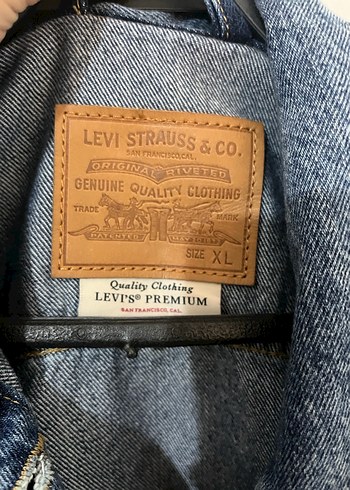 LEVI STRAUSS & CO.
SAN FRANCISCO, CAL.
ORIGINAL RIVETED
GENUINE QUALITY CLOTHING
TRADE MARK
PATENTED
SIZE XL
Quality Clothing
LEVI'S® PREMIUM
SAN FRANCISCO, CAL.